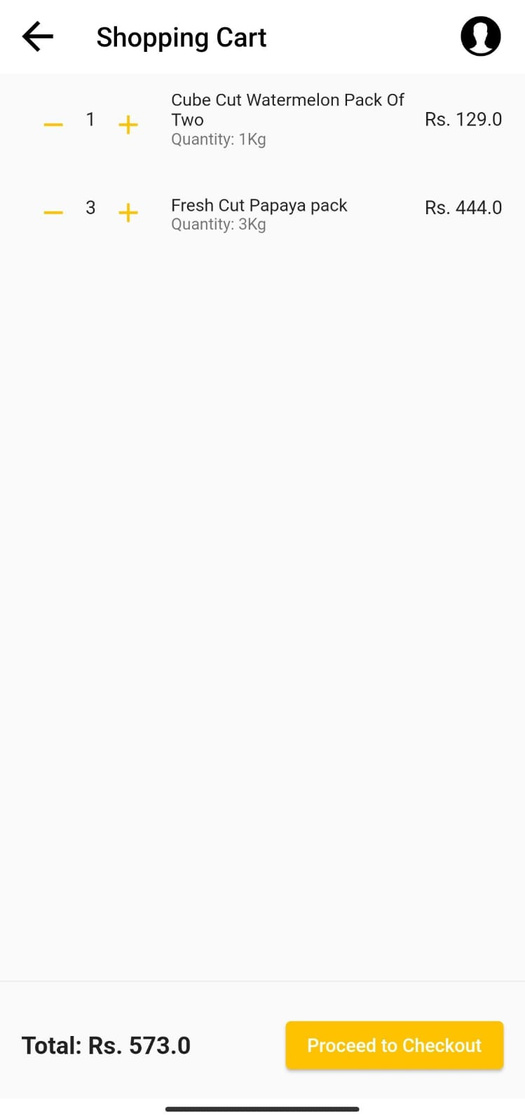 Shopping Cart
1
Cube Cut Watermelon Pack Of
Two
Quantity: 1Kg
Rs. 129.0
3
Fresh Cut Papaya pack
Quantity: 3Kg
Rs. 444.0
Total: Rs. 573.0
Proceed to Checkout